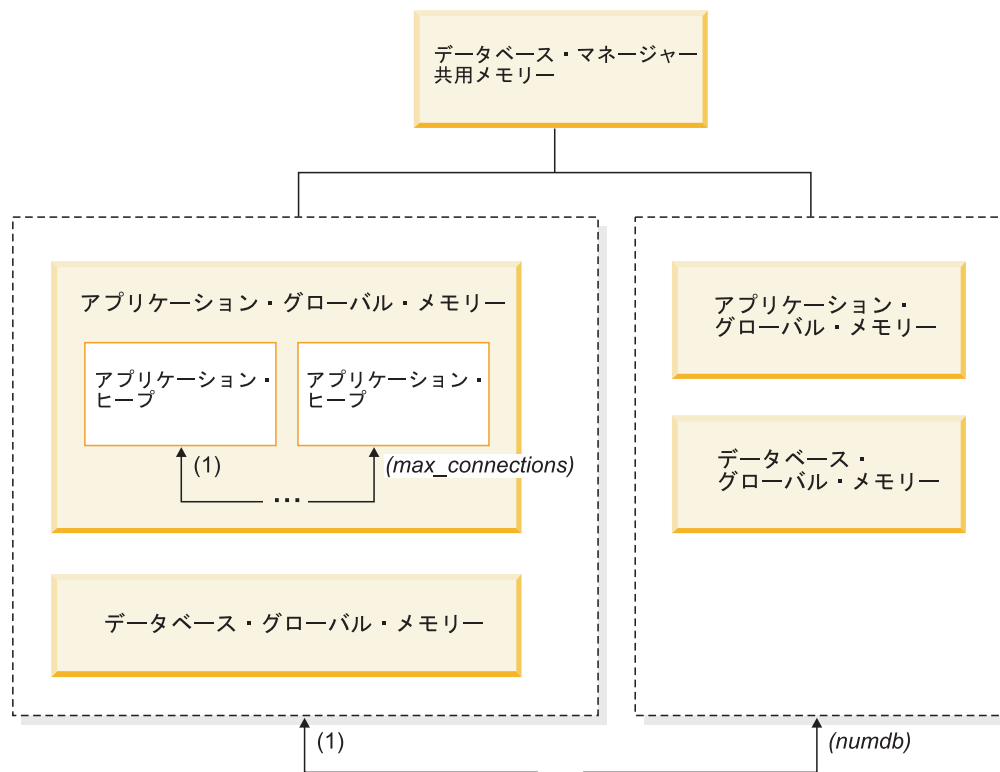 データベース・マネージャー
共用メモリー
アプリケーション・グローバル・メモリー
アプリケーション・
ヒープ
アプリケーション・
ヒープ
(1)
(max_connections)
...
データベース・グローバル・メモリー
アプリケーション・
グローバル・メモリー
データベース・
グローバル・メモリー
(1)
(numdb)